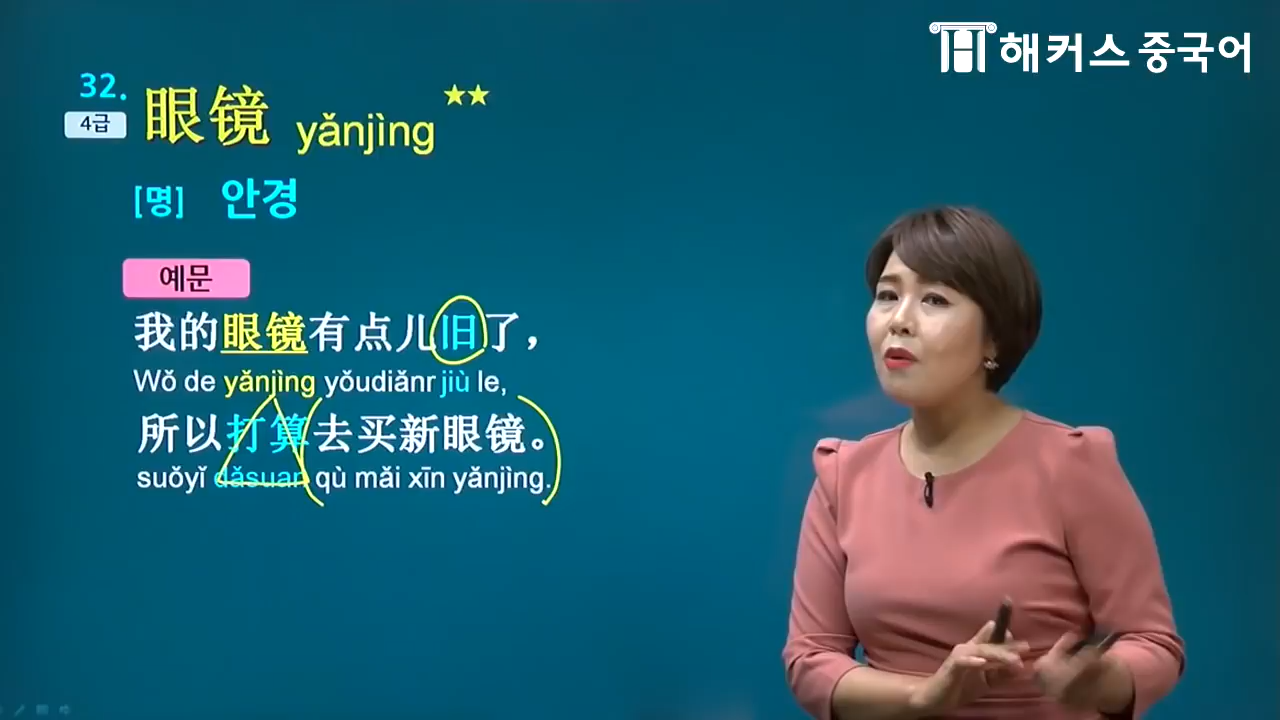 해커스 중국어
32.
4급
眼镜 yǎnjìng ★★
[명] 안경
예문
我的眼镜有点儿旧了，
Wǒ de yǎnjìng yǒudiǎnr jiù le,
所以打算去买新眼镜。
suǒyǐ dǎsuan qù mǎi xīn yǎnjìng.